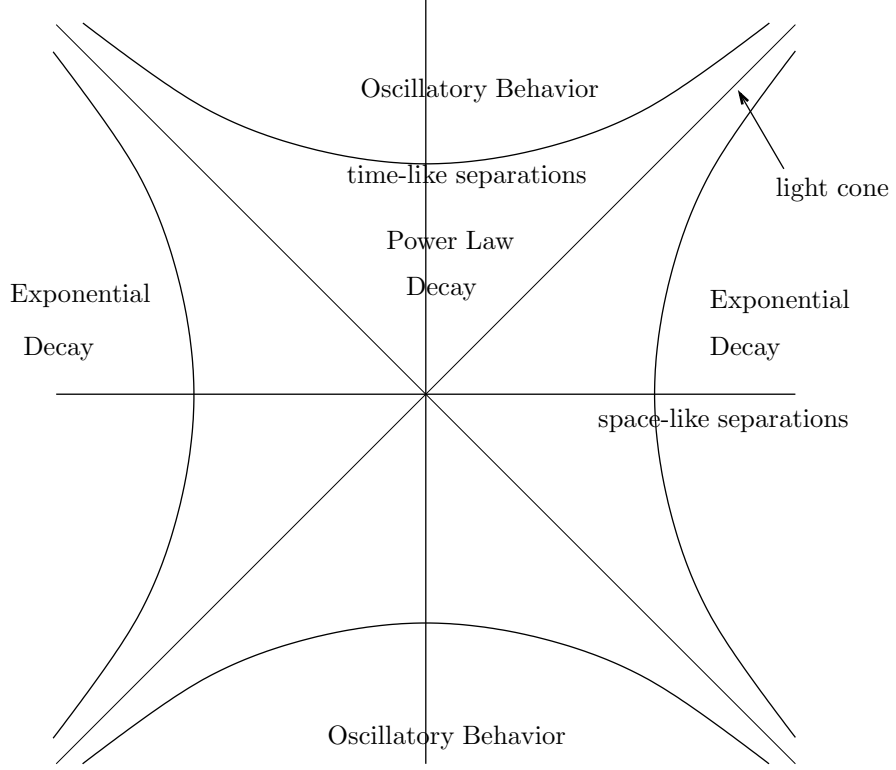 Oscillatory Behavior
time-like separations
light cone
Power Law
Decay
Exponential
Decay
Exponential
Decay
space-like separations
Oscillatory Behavior